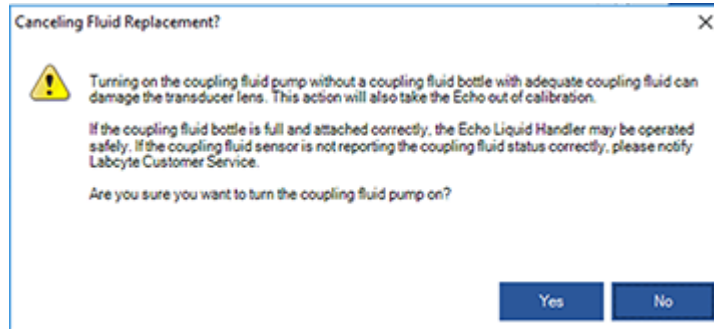 Canceling Fluid Replacement?
Turning on the coupling fluid pump without a coupling fluid bottle with adequate coupling fluid can
damage the transducer lens. This action will also take the Echo out of calibration.
If the coupling fluid bottle is full and attached correctly, the Echo Liquid Handler may be operated
safely. If the coupling fluid sensor is not reporting the coupling fluid status correctly, please notify
Labcyte Customer Service.
Are you sure you want to turn the coupling fluid pump on?
Yes
No